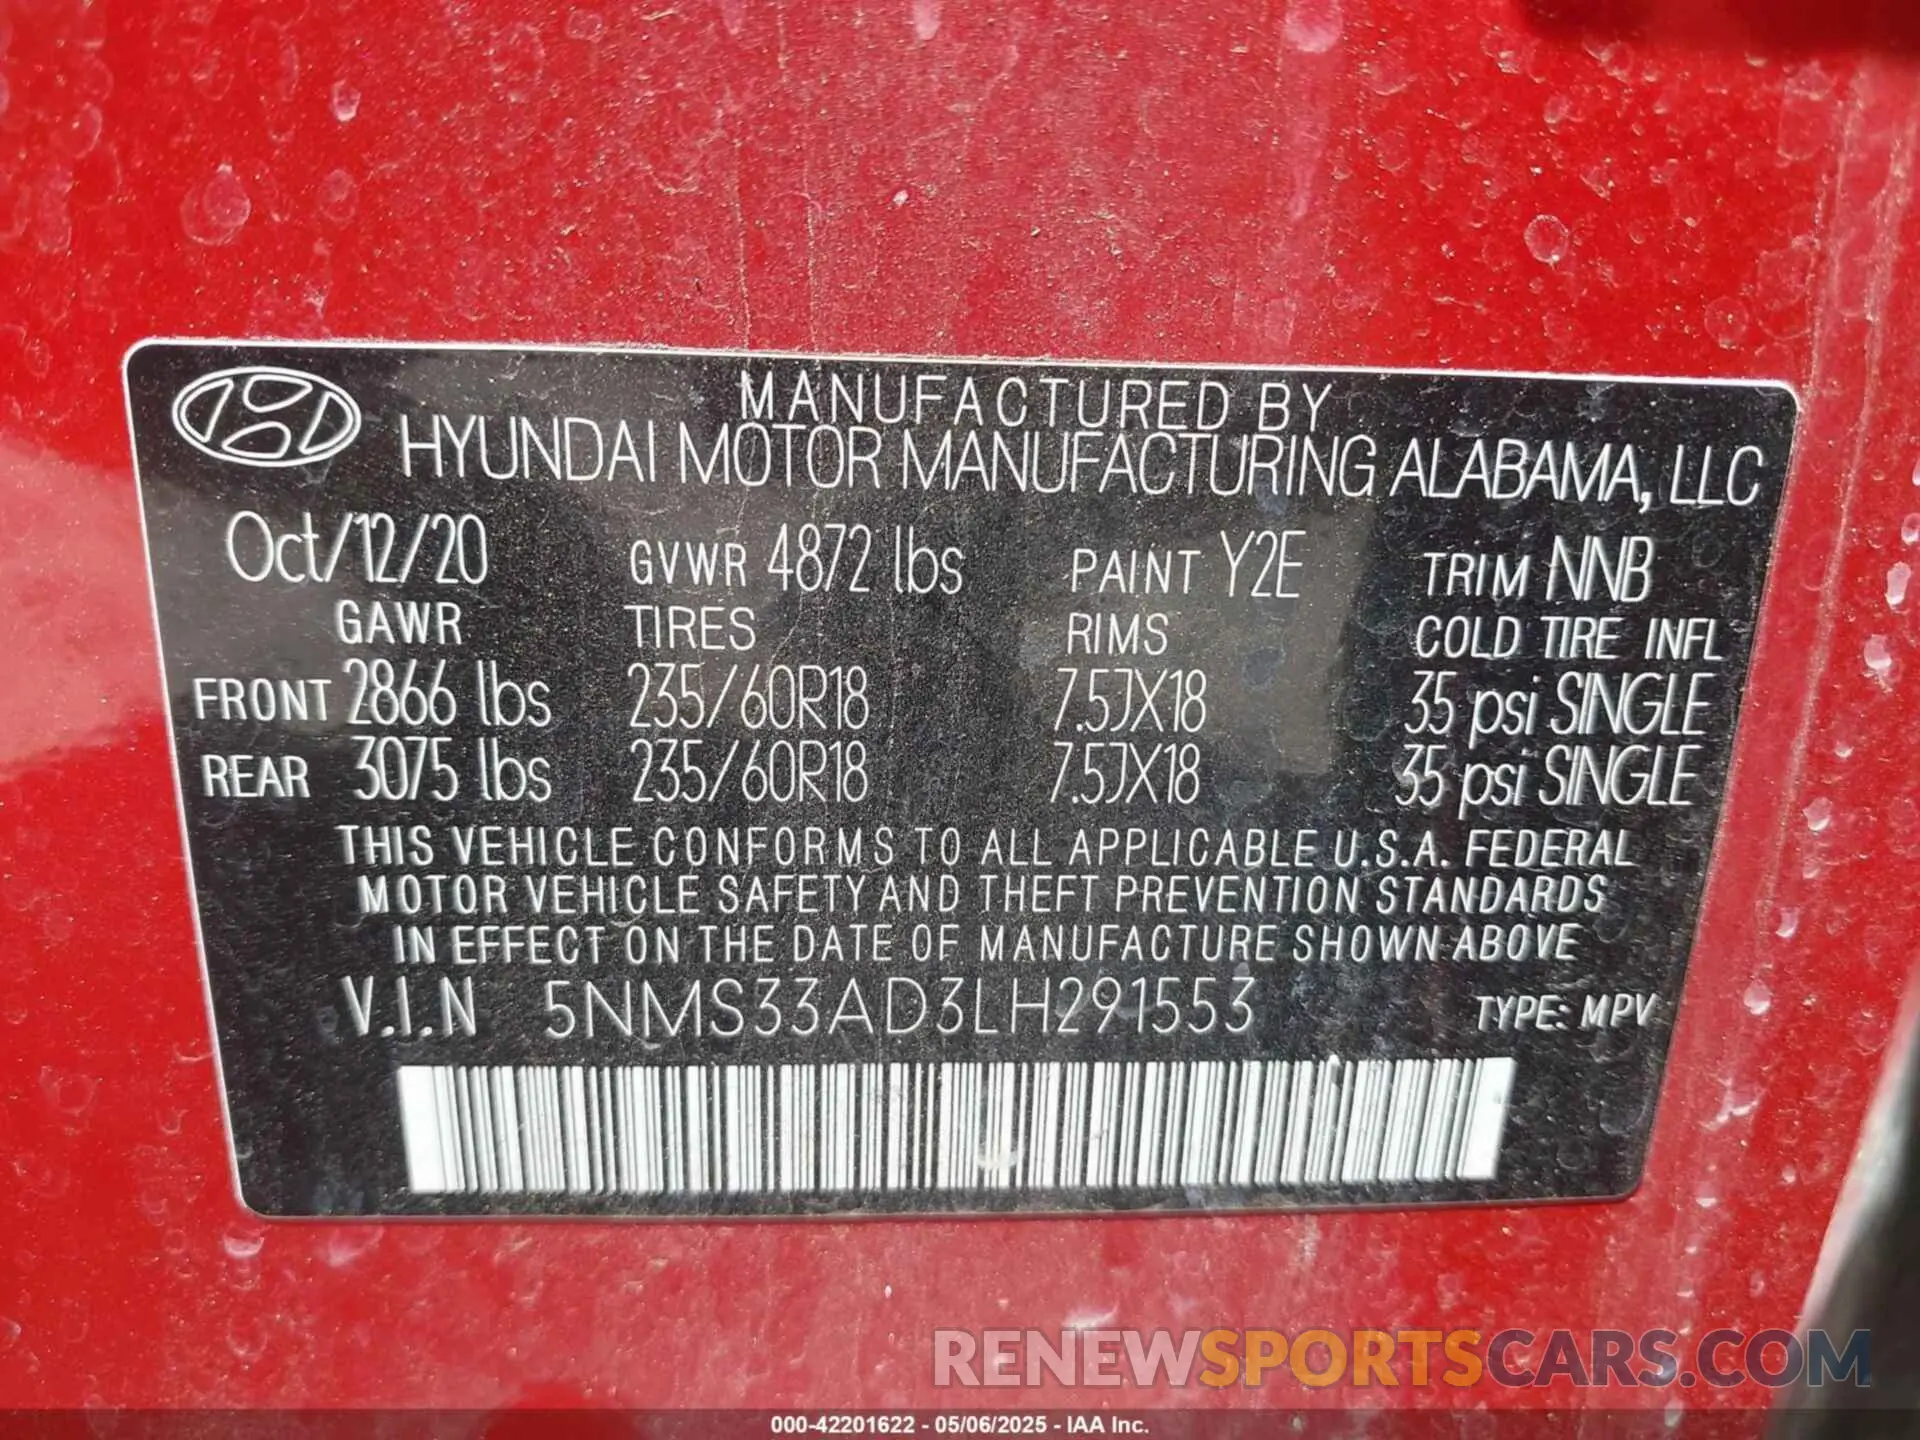 MANUFACTURED BY
HYUNDAI MOTOR MANUFACTURING ALABAMA, LLC
Oct/12/20 GVWR 4872 lbs PAINT Y2E TRIM NNB
GAWR TIRES RIMS COLD TIRE INFL
FRONT 2866 lbs 235/60R18 7.5JX18 35 psi SINGLE
REAR 3075 lbs 235/60R18 7.5JX18 35 psi SINGLE
THIS VEHICLE CONFORMS TO ALL APPLICABLE U.S.A. FEDERAL
MOTOR VEHICLE SAFETY AND THEFT PREVENTION STANDARDS
IN EFFECT ON THE DATE OF MANUFACTURE SHOWN ABOVE
V.I.N 5NMS33AD3LH291553 TYPE: MPV
RENEWSPORTSCARS.COM
000-42201622 - 05/06/2025 - IAA Inc.